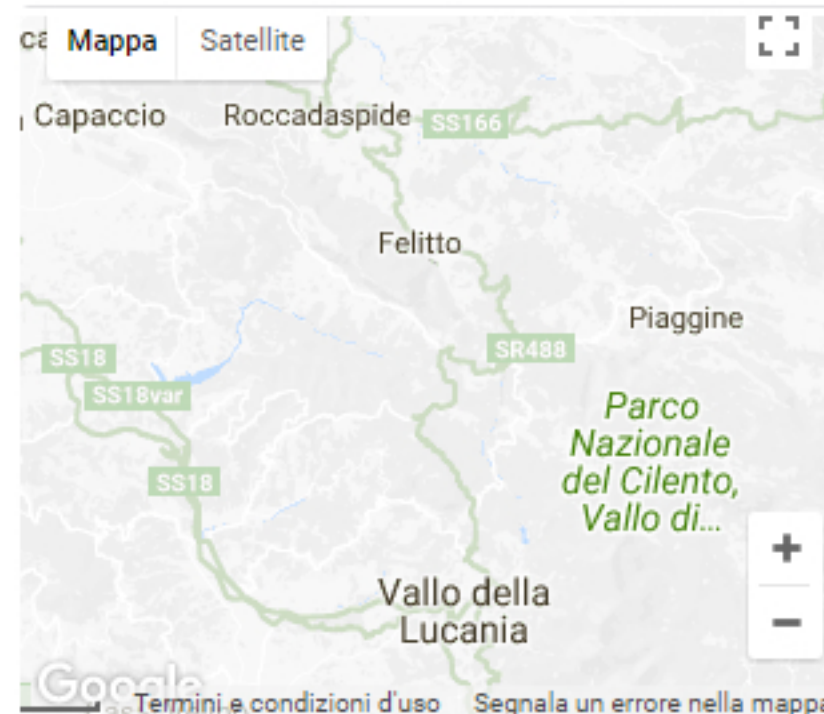 ca Mappa Satellite
Capaccio Roccadaspide SS166
Felitto
Piaggine
SS18 SR488
SS18var
Parco
Nazionale
del Cilento,
Vallo di...
SS18
+
Vallo della
Lucania
−
Google
Termini e condizioni d'uso Segnala un errore nella mappa